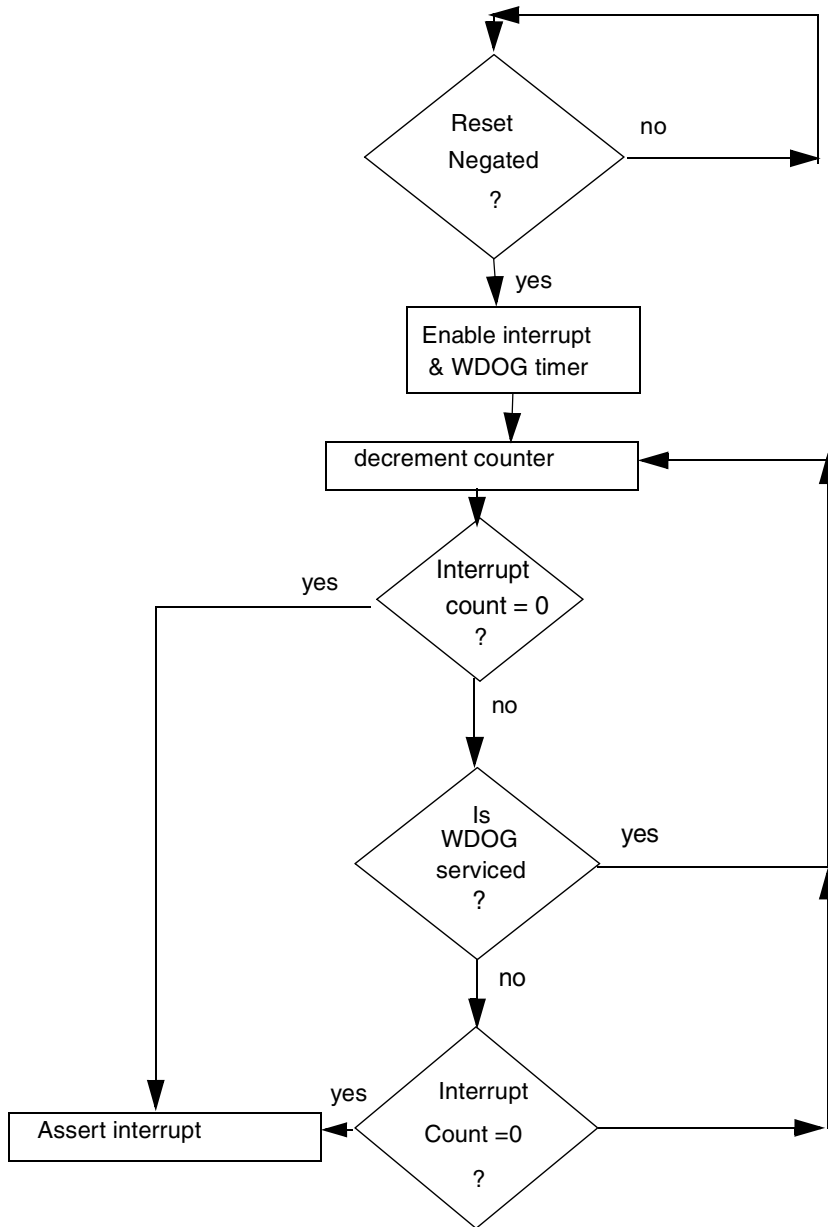 Reset
Negated
?
no
yes
Enable interrupt
& WDOG timer
decrement counter
Interrupt
count = 0
?
yes
no
Is
WDOG
serviced
?
yes
no
Interrupt
Count =0
?
yes
Assert interrupt